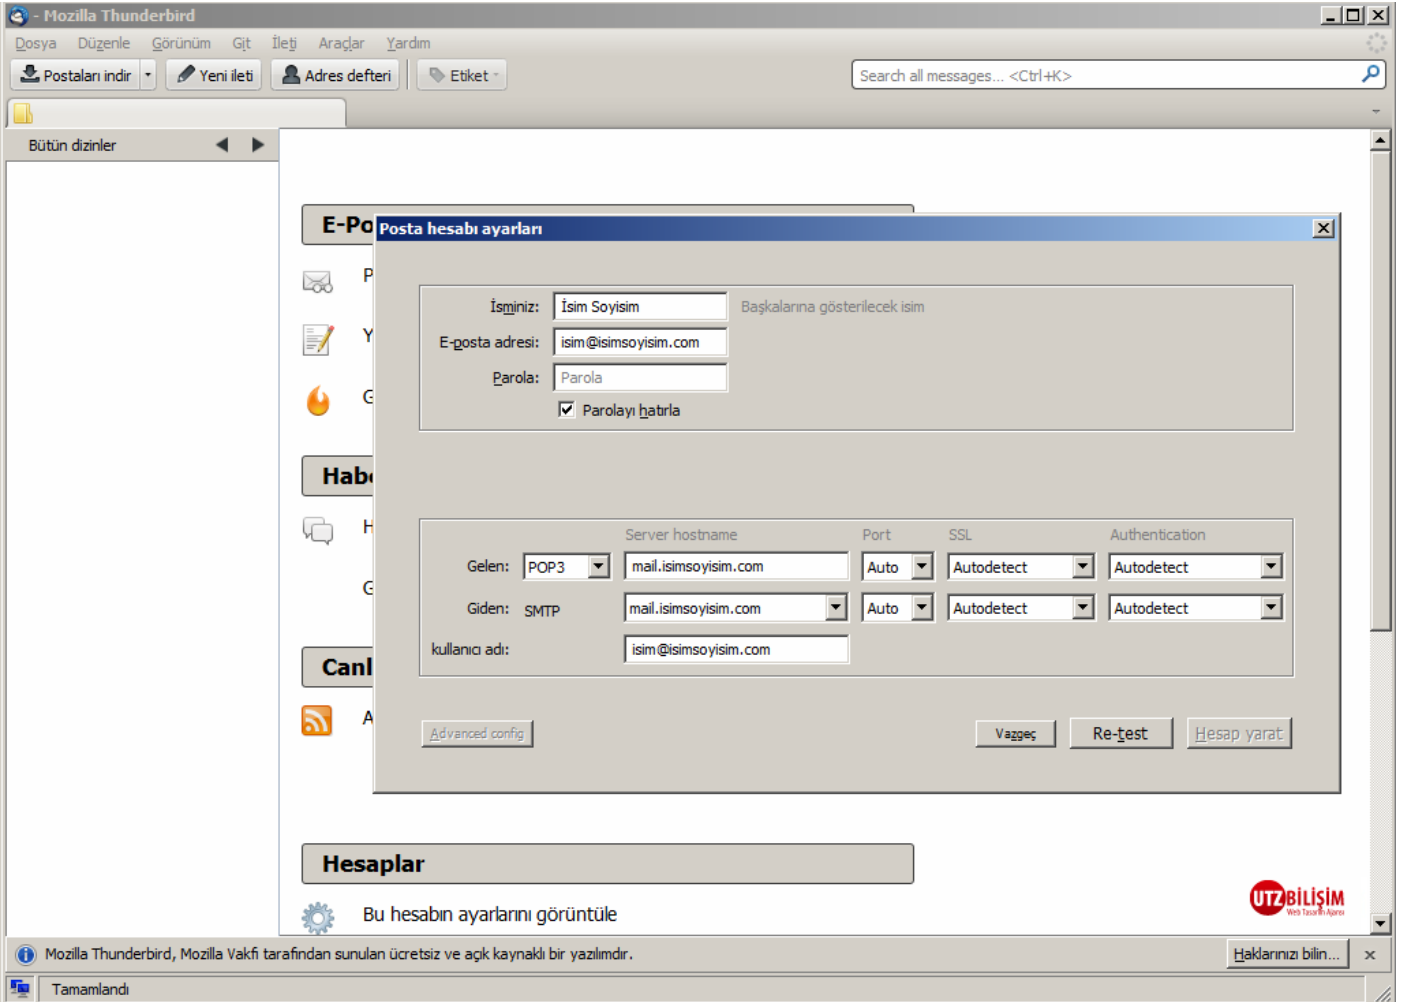 - Mozilla Thunderbird
Dosya Düzenle Görünüm Git İleti Araçlar Yardım
Postaları indir Yeni ileti Adres defteri Etiket Search all messages... <Ctrl+K>
Bütün dizinler
E-Po
Posta hesabı ayarları
P
İsminiz: İsim Soyisim Başkalarına gösterilecek isim
Y
E-posta adresi: isim@isimsoyisim.com
Parola: Parola
G
Parolayı hatırla
Habe
H
Server hostname Port SSL Authentication
Gelen: POP3 mail.isimsoyisim.com Auto Autodetect Autodetect
G
Giden: SMTP mail.isimsoyisim.com Auto Autodetect Autodetect
kullanıcı adı: isim@isimsoyisim.com
Canl
A
Advanced config Vazgeç Re-test Hesap yarat
Hesaplar
UTZ BİLİŞİM
Web Tasarım Ajansı
Bu hesabın ayarlarını görüntüle
Mozilla Thunderbird, Mozilla Vakfı tarafından sunulan ücretsiz ve açık kaynaklı bir yazılımdır. Haklarınızı bilin...
Tamamlandı